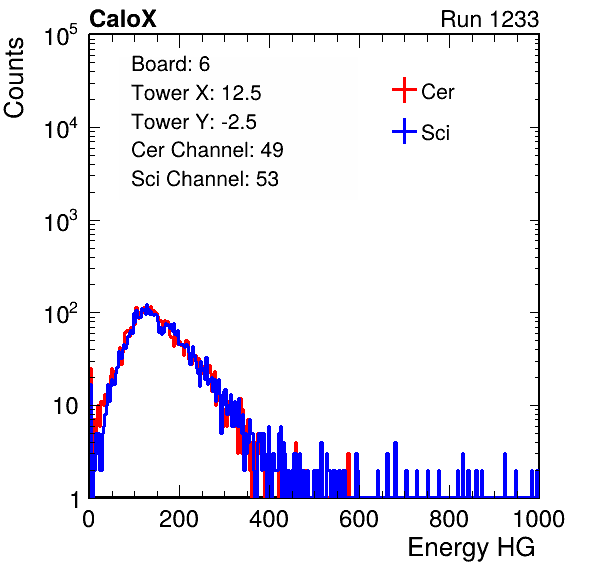 CaloX Run 1233
Board: 6
Tower X: 12.5
Tower Y: -2.5
Cer Channel: 49
Sci Channel: 53
Cer
Sci
Counts
10^5
10^4
10^3
10^2
10
1
0 200 400 600 800 1000
Energy HG